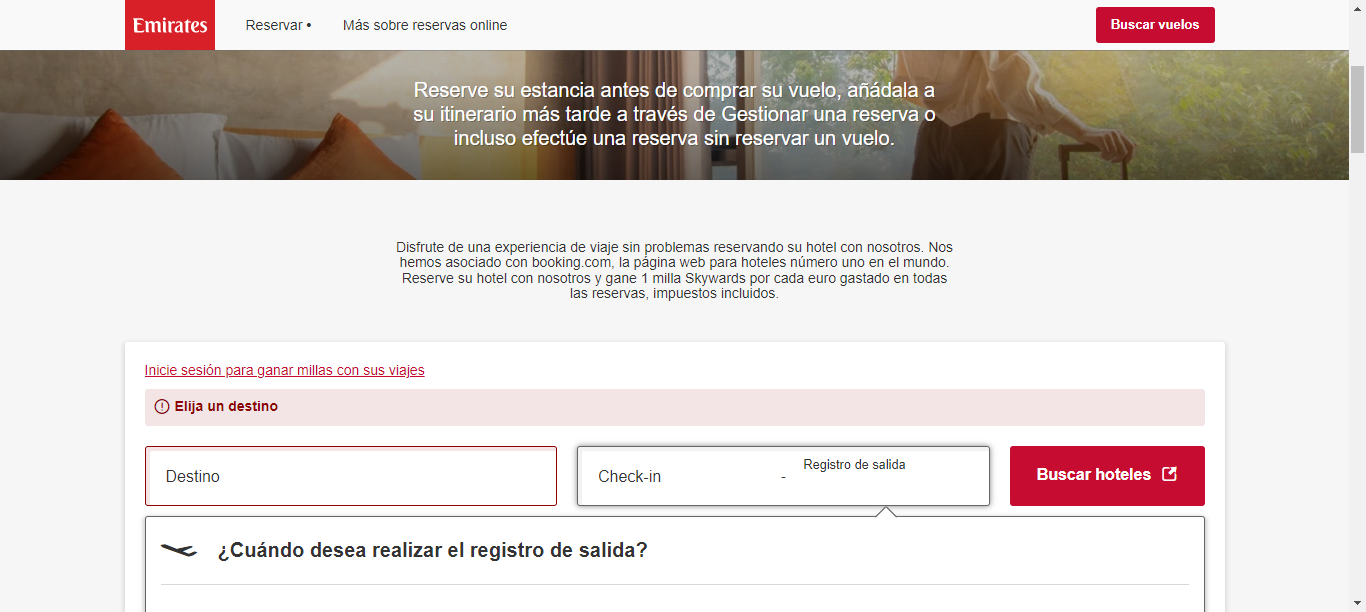 Emirates
Reservar •
Más sobre reservas online
Buscar vuelos
Reserve su estancia antes de comprar su vuelo, añádala a
su itinerario más tarde a través de Gestionar una reserva o
incluso efectúe una reserva sin reservar un vuelo.
Disfrute de una experiencia de viaje sin problemas reservando su hotel con nosotros. Nos
hemos asociado con booking.com, la página web para hoteles número uno en el mundo.
Reserve su hotel con nosotros y gane 1 milla Skywards por cada euro gastado en todas
las reservas, impuestos incluidos.
Inicie sesión para ganar millas con sus viajes
Elija un destino
Destino
Check-in
-
Registro de salida
Buscar hoteles
¿Cuándo desea realizar el registro de salida?